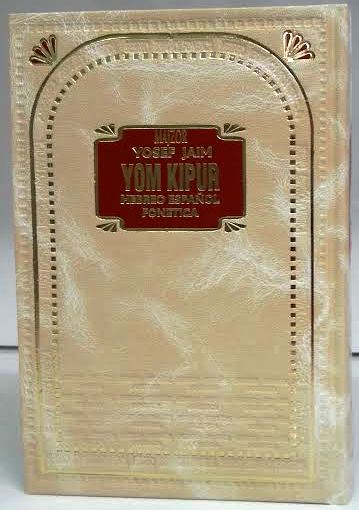 MAJZOR
YOSEF JAIM
YOM KIPUR
HEBREO ESPAÑOL
FONETICA